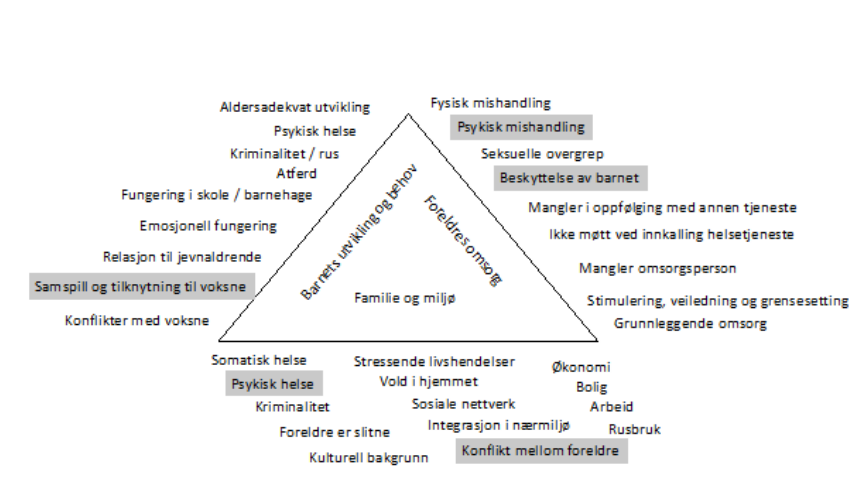 Aldersadekvat utvikling
Psykisk helse
Kriminalitet / rus
Atferd
Fungering i skole / barnehage
Emosjonell fungering
Relasjon til jevnaldrende
Samspill og tilknytning til voksne
Konflikter med voksne
Fysisk mishandling
Psykisk mishandling
Seksuelle overgrep
Beskyttelse av barnet
Mangler i oppfølging med annen tjeneste
Ikke møtt ved innkalling helsetjeneste
Mangler omsorgsperson
Stimulering, veiledning og grensesetting
Grunnleggende omsorg
Barnets utvikling og behov
Foreldres omsorg
Familie og miljø
Somatisk helse
Psykisk helse
Kriminalitet
Foreldre er slitne
Kulturell bakgrunn
Stressende livshendelser
Vold i hjemmet
Sosiale nettverk
Integrasjon i nærmiljø
Konflikt mellom foreldre
Økonomi
Bolig
Arbeid
Rusbruk